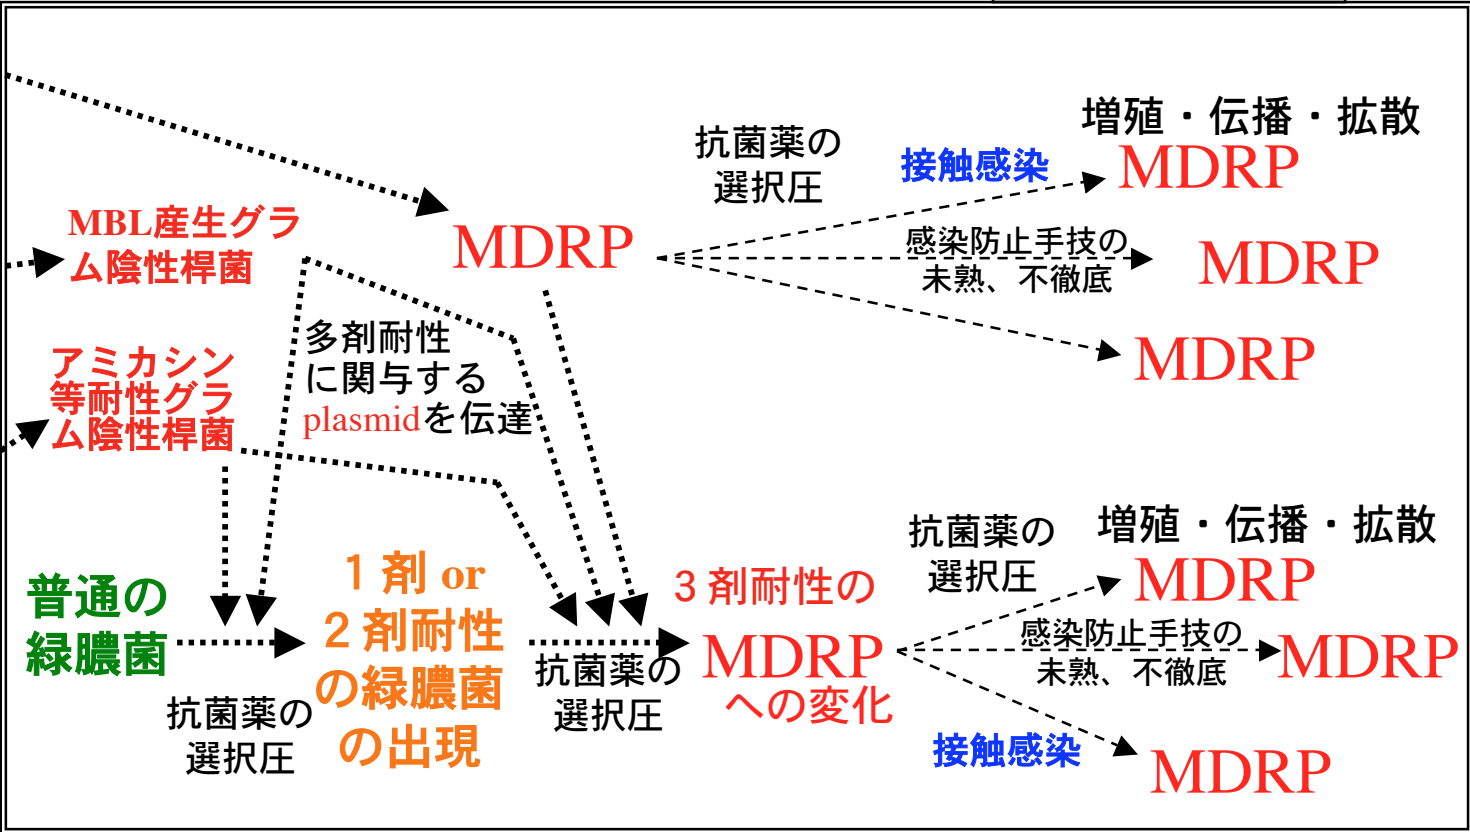 増殖・伝播・拡散
抗菌薬の
選択圧
接触感染
MDRP
MBL産生グラ
ム陰性桿菌
MDRP
感染防止手技の
未熟、不徹底
MDRP
MDRP
多剤耐性
に関与する
plasmidを伝達
アミカシン
等耐性グラ
ム陰性桿菌
普通の
緑膿菌
抗菌薬の
選択圧
1剤 or
2剤耐性
の緑膿菌
の出現
抗菌薬の
選択圧
3剤耐性の
MDRP
への変化
抗菌薬の
選択圧
増殖・伝播・拡散
MDRP
感染防止手技の
未熟、不徹底
MDRP
接触感染
MDRP